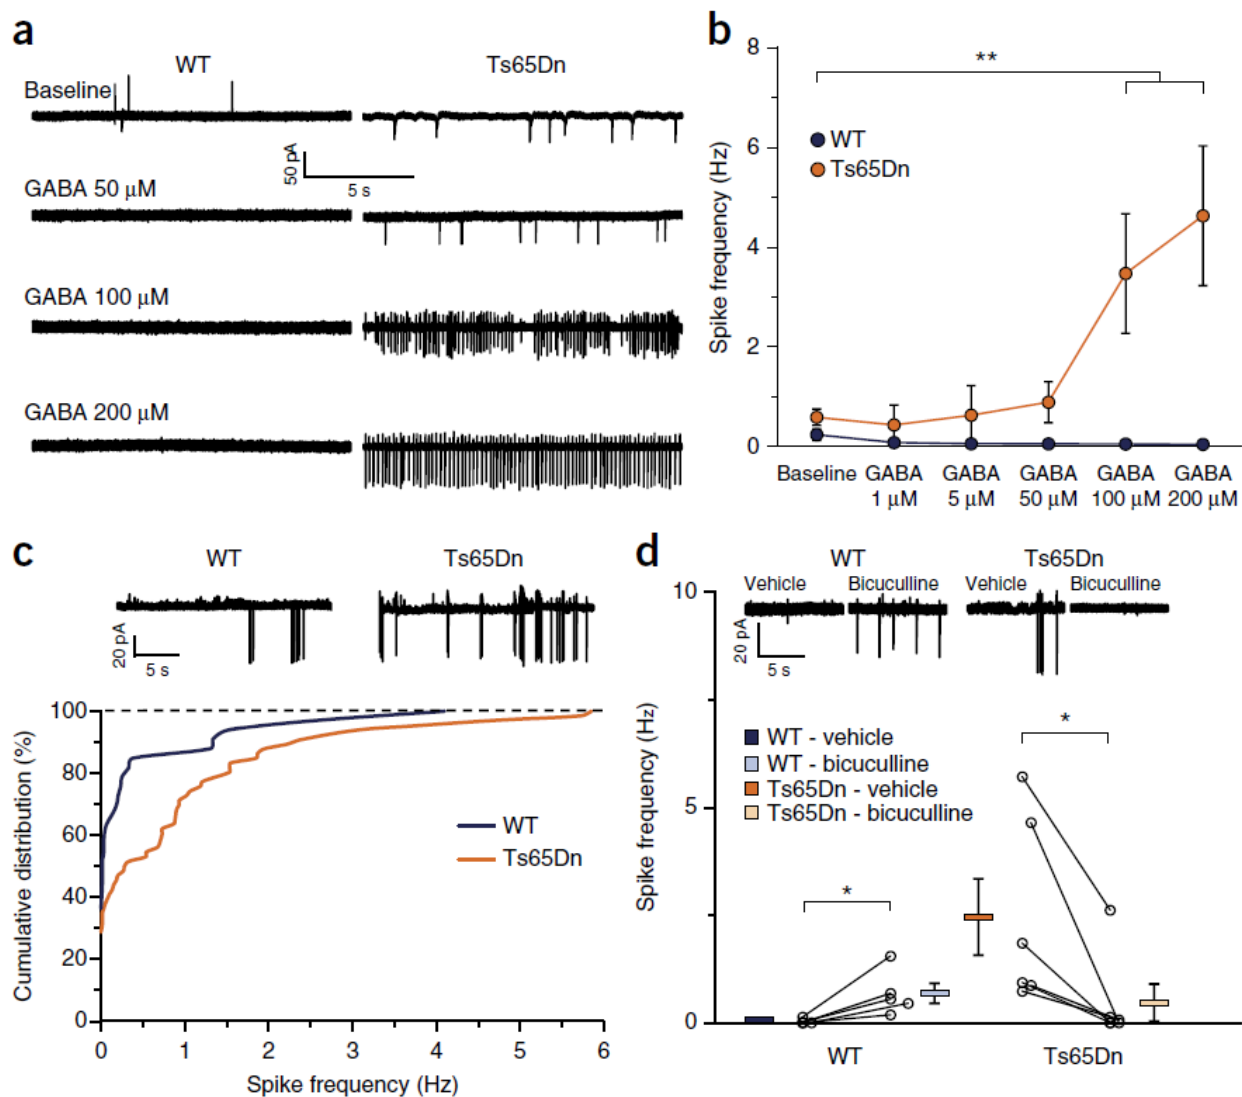 a
WT
Ts65Dn
Baseline
50 pA
5 s
GABA 50 μM
GABA 100 μM
GABA 200 μM
b
8
**
WT
Ts65Dn
6
4
2
0
Spike frequency (Hz)
Baseline GABA GABA GABA GABA GABA
1 μM 5 μM 50 μM 100 μM 200 μM
c
WT
Ts65Dn
20 pA
5 s
100
80
60
40
20
0
Cumulative distribution (%)
WT
Ts65Dn
0 1 2 3 4 5 6
Spike frequency (Hz)
d
WT
Ts65Dn
Vehicle Bicuculline Vehicle Bicuculline
10
20 pA
5 s
WT - vehicle
WT - bicuculline
Ts65Dn - vehicle
Ts65Dn - bicuculline
*
*
5
0
Spike frequency (Hz)
WT
Ts65Dn